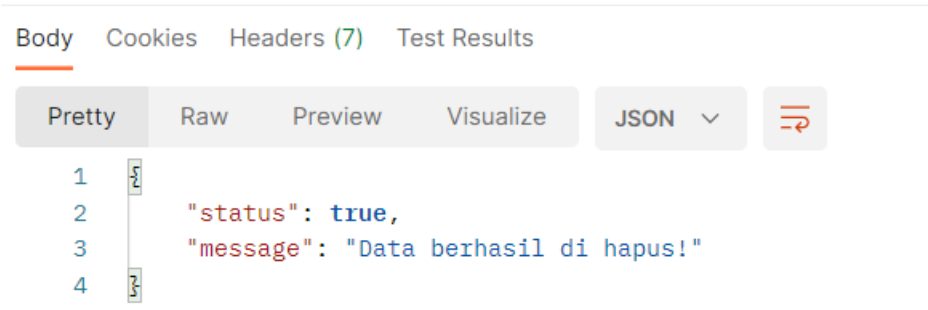 Body Cookies Headers (7) Test Results
Pretty Raw Preview Visualize JSON
1 {
2 "status": true,
3 "message": "Data berhasil di hapus!"
4 }